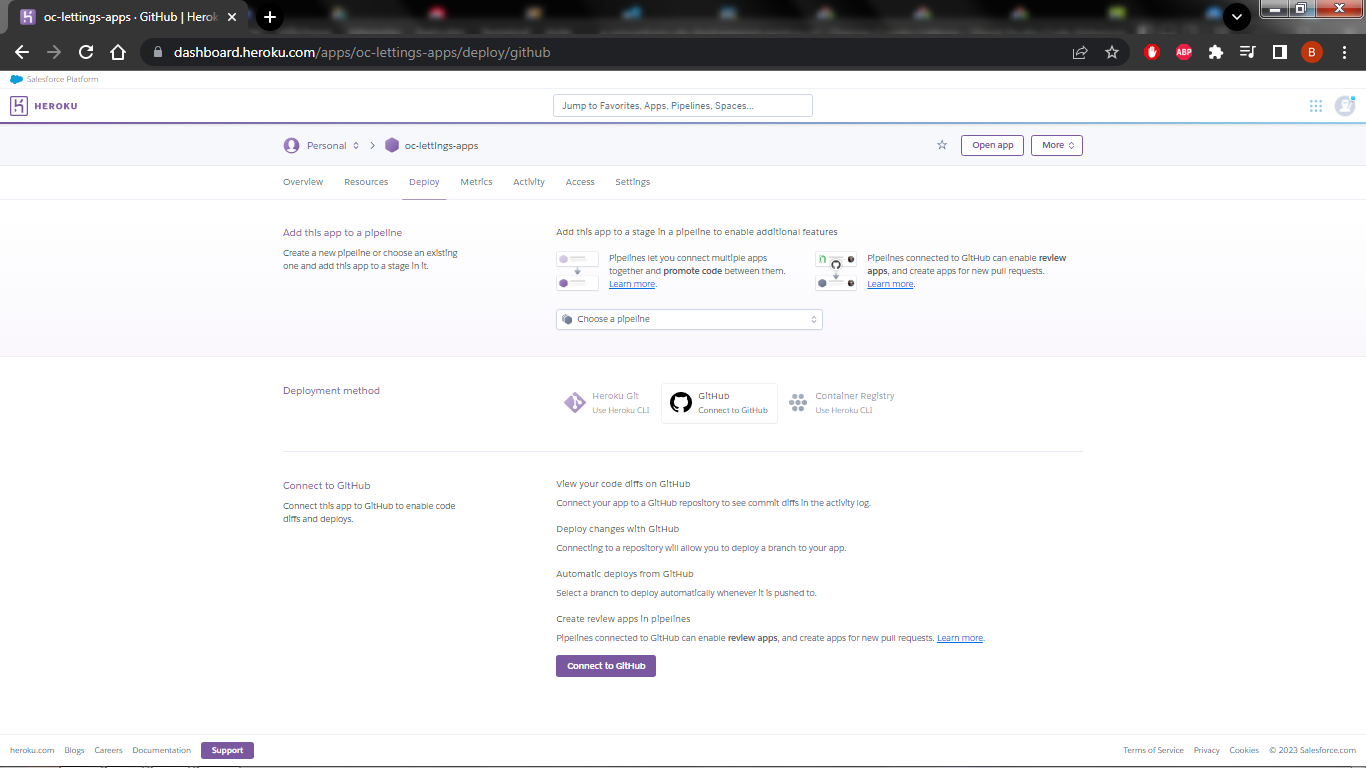 oc-lettings-apps · GitHub | Herok
dashboard.heroku.com/apps/oc-lettings-apps/deploy/github
ABP
B
Salesforce Platform
HEROKU
Jump to Favorites, Apps, Pipelines, Spaces...
Personal
oc-lettings-apps
Open app
More
Overview
Resources
Deploy
Metrics
Activity
Access
Settings
Add this app to a pipeline
Create a new pipeline or choose an existing
one and add this app to a stage in it.
Add this app to a stage in a pipeline to enable additional features
Pipelines let you connect multiple apps
together and promote code between them.
Learn more.
Pipelines connected to GitHub can enable review
apps, and create apps for new pull requests.
Learn more.
Choose a pipeline
Deployment method
Heroku Git
Use Heroku CLI
GitHub
Connect to GitHub
Container Registry
Use Heroku CLI
Connect to GitHub
Connect this app to GitHub to enable code
diffs and deploys.
View your code diffs on GitHub
Connect your app to a GitHub repository to see commit diffs in the activity log.
Deploy changes with GitHub
Connecting to a repository will allow you to deploy a branch to your app.
Automatic deploys from GitHub
Select a branch to deploy automatically whenever it is pushed to.
Create review apps in pipelines
Pipelines connected to GitHub can enable review apps, and create apps for new pull requests. Learn more.
Connect to GitHub
heroku.com
Blogs
Careers
Documentation
Support
Terms of Service
Privacy
Cookies
© 2023 Salesforce.com